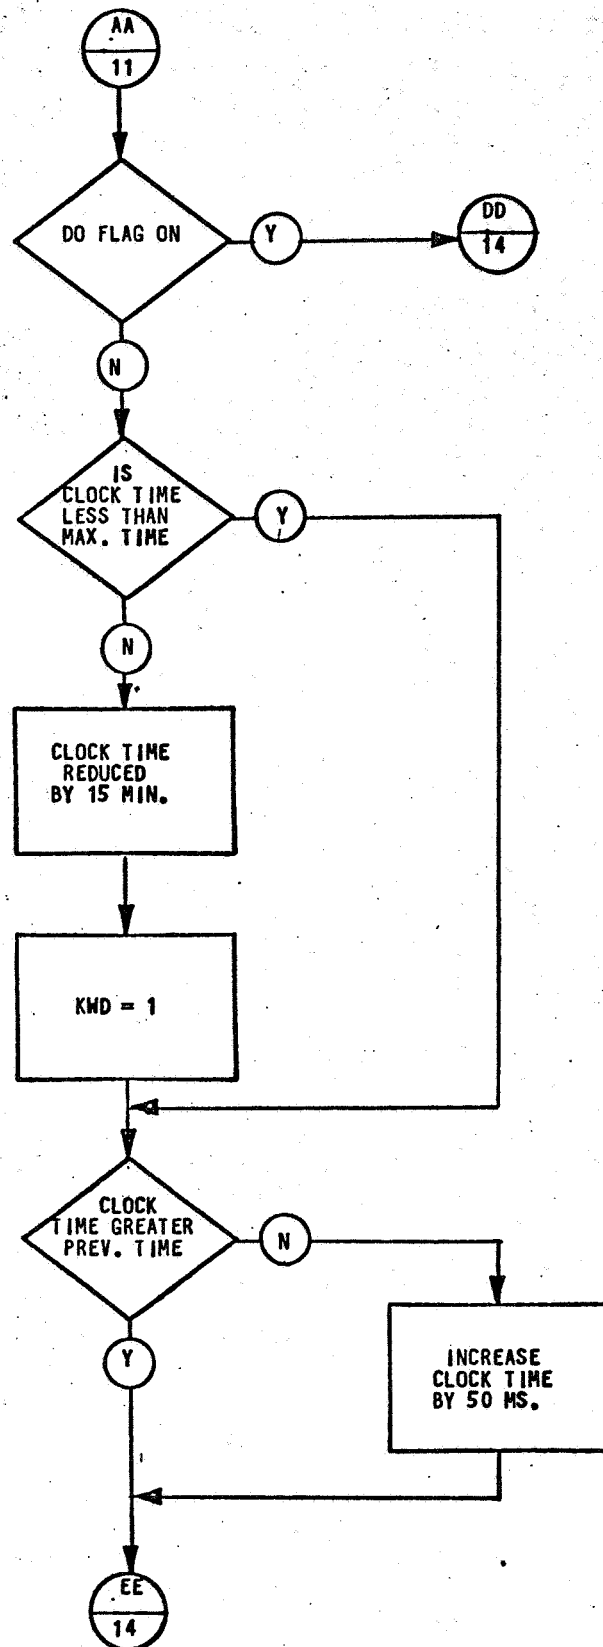 AA
11
DO FLAG ON
Y
DD
14
N
IS
CLOCK TIME
LESS THAN
MAX. TIME
Y
N
CLOCK TIME
REDUCED
BY 15 MIN.
KWD = 1
CLOCK
TIME GREATER
PREV. TIME
N
Y
INCREASE
CLOCK TIME
BY 50 MS.
EE
14